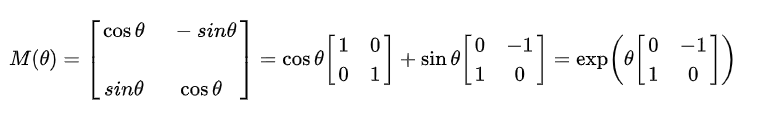 M(θ) = [cos θ − sinθ; sinθ cos θ] = cos θ [1 0; 0 1] + sin θ [0 −1; 1 0] = exp(θ [0 −1; 1 0])